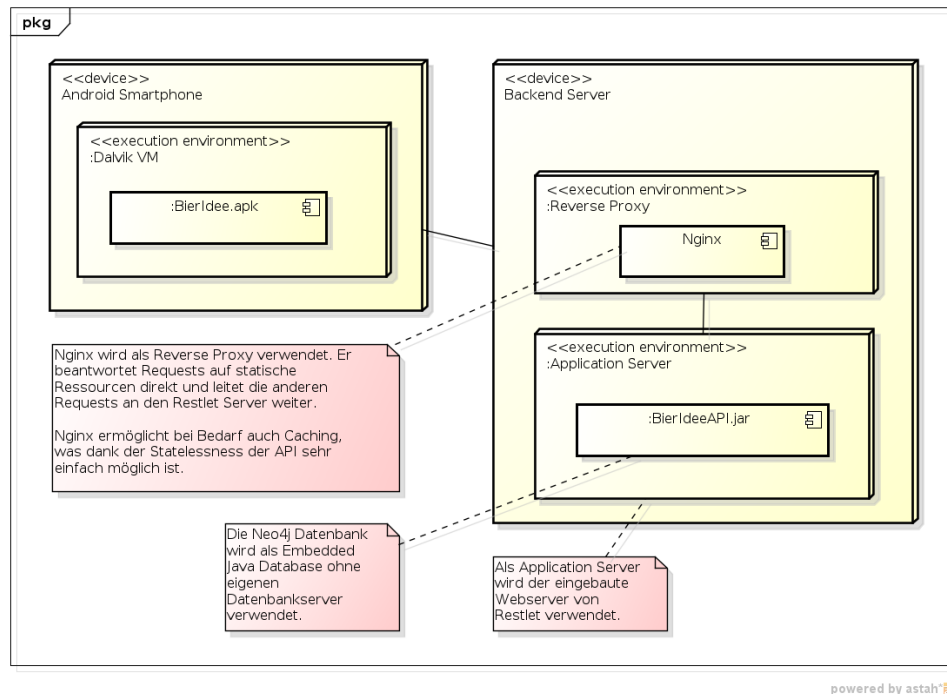 pkg
<<device>>
Android Smartphone
<<execution environment>>
:Dalvik VM
:BierIdee.apk
<<device>>
Backend Server
<<execution environment>>
:Reverse Proxy
Nginx
<<execution environment>>
:Application Server
:BierIdeeAPI.jar
Nginx wird als Reverse Proxy verwendet. Er
beantwortet Requests auf statische
Ressourcen direkt und leitet die anderen
Requests an den Restlet Server weiter.
Nginx ermöglicht bei Bedarf auch Caching,
was dank der Statelessness der API sehr
einfach möglich ist.
Die Neo4j Datenbank
wird als Embedded
Java Database ohne
eigenen
Datenbankserver
verwendet.
Als Application Server
wird der eingebaute
Webserver von
Restlet verwendet.
powered by astah*